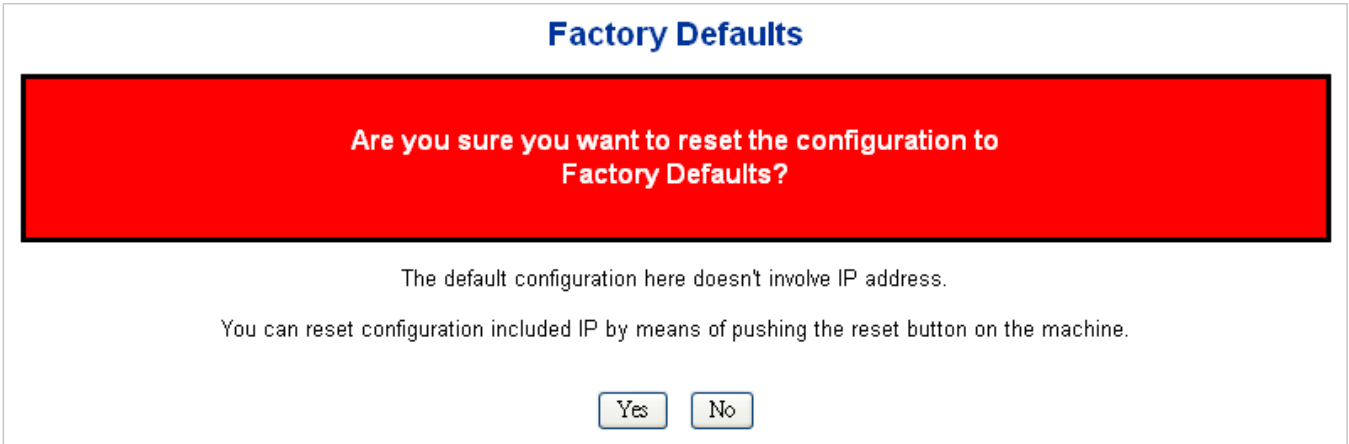 Factory Defaults
Are you sure you want to reset the configuration to
Factory Defaults?
The default configuration here doesn't involve IP address.
You can reset configuration included IP by means of pushing the reset button on the machine.
Yes No